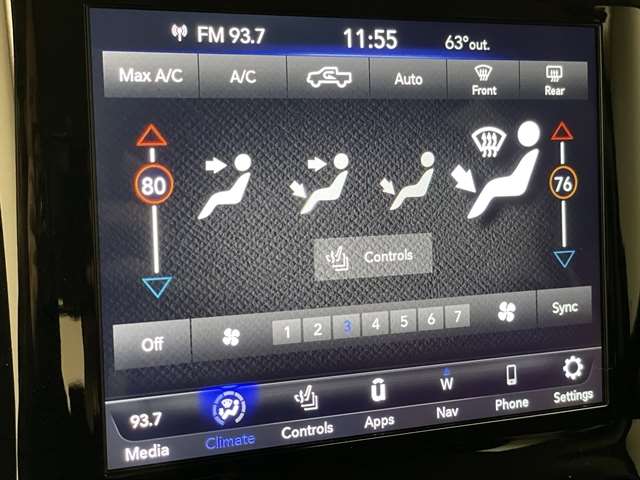 FM 93.7 11:55 63°out.
Max A/C A/C Auto Front Rear
80 76
Controls
Off 1 2 3 4 5 6 7 Sync
93.7 W
Media Climate Controls Apps Nav Phone Settings